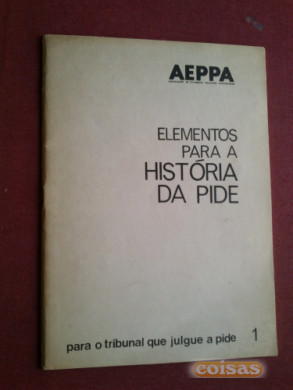 AEPPA
ELEMENTOS
PARA A
HISTÓRIA
DA PIDE
para o tribunal que julgue a pide 1
coisas